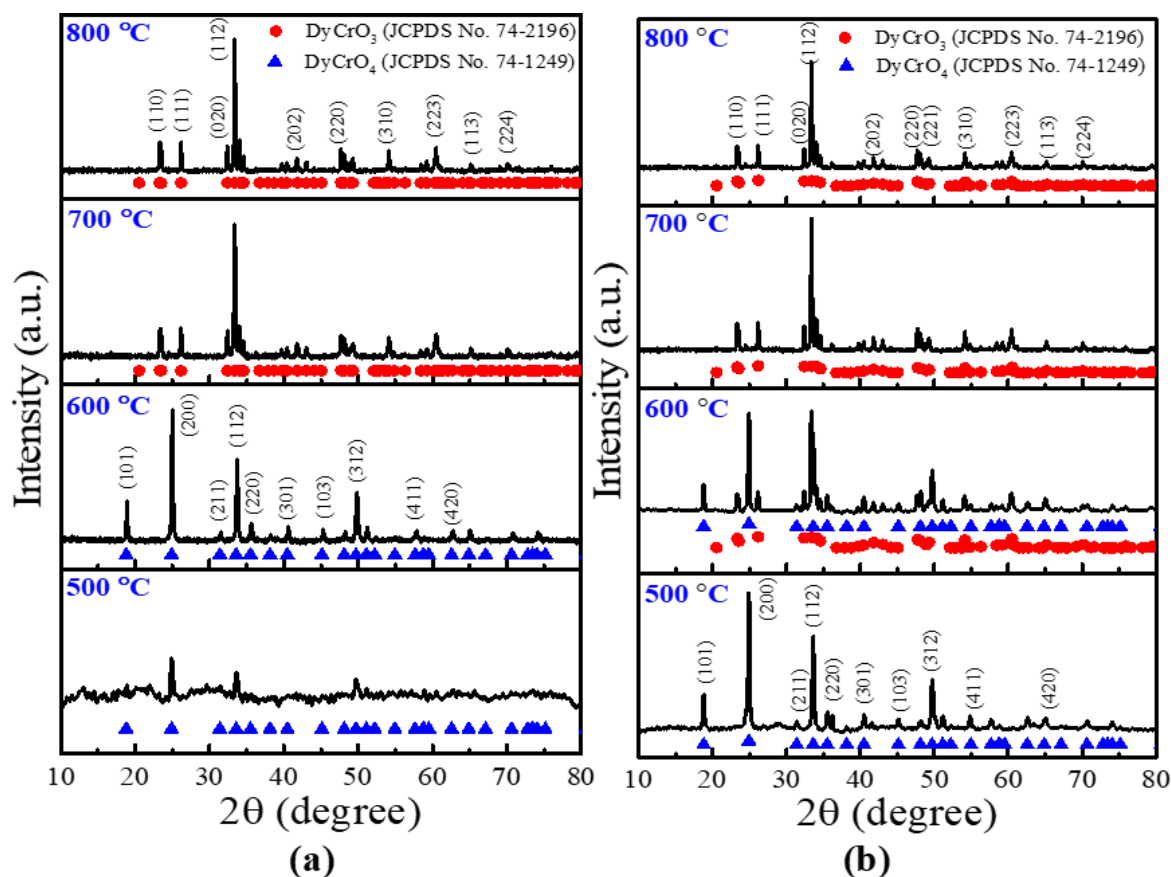 800 °C
DyCrO3 (JCPDS No. 74-2196)
DyCrO4 (JCPDS No. 74-1249)
(110)
(111)
(020)
(112)
(202)
(220)
(310)
(223)
(113)
(224)
700 °C
600 °C
(101)
(200)
(211)
(112)
(220)
(301)
(103)
(312)
(411)
(420)
500 °C
10 20 30 40 50 60 70 80
2θ (degree)
Intensity (a.u.)
(a)
800 °C
DyCrO3 (JCPDS No. 74-2196)
DyCrO4 (JCPDS No. 74-1249)
(110)
(111)
(020)
(112)
(202)
(220)
(221)
(310)
(223)
(113)
(224)
700 °C
600 °C
500 °C
(101)
(200)
(211)
(112)
(220)
(301)
(103)
(312)
(411)
(420)
10 20 30 40 50 60 70 80
2θ (degree)
Intensity (a.u.)
(b)